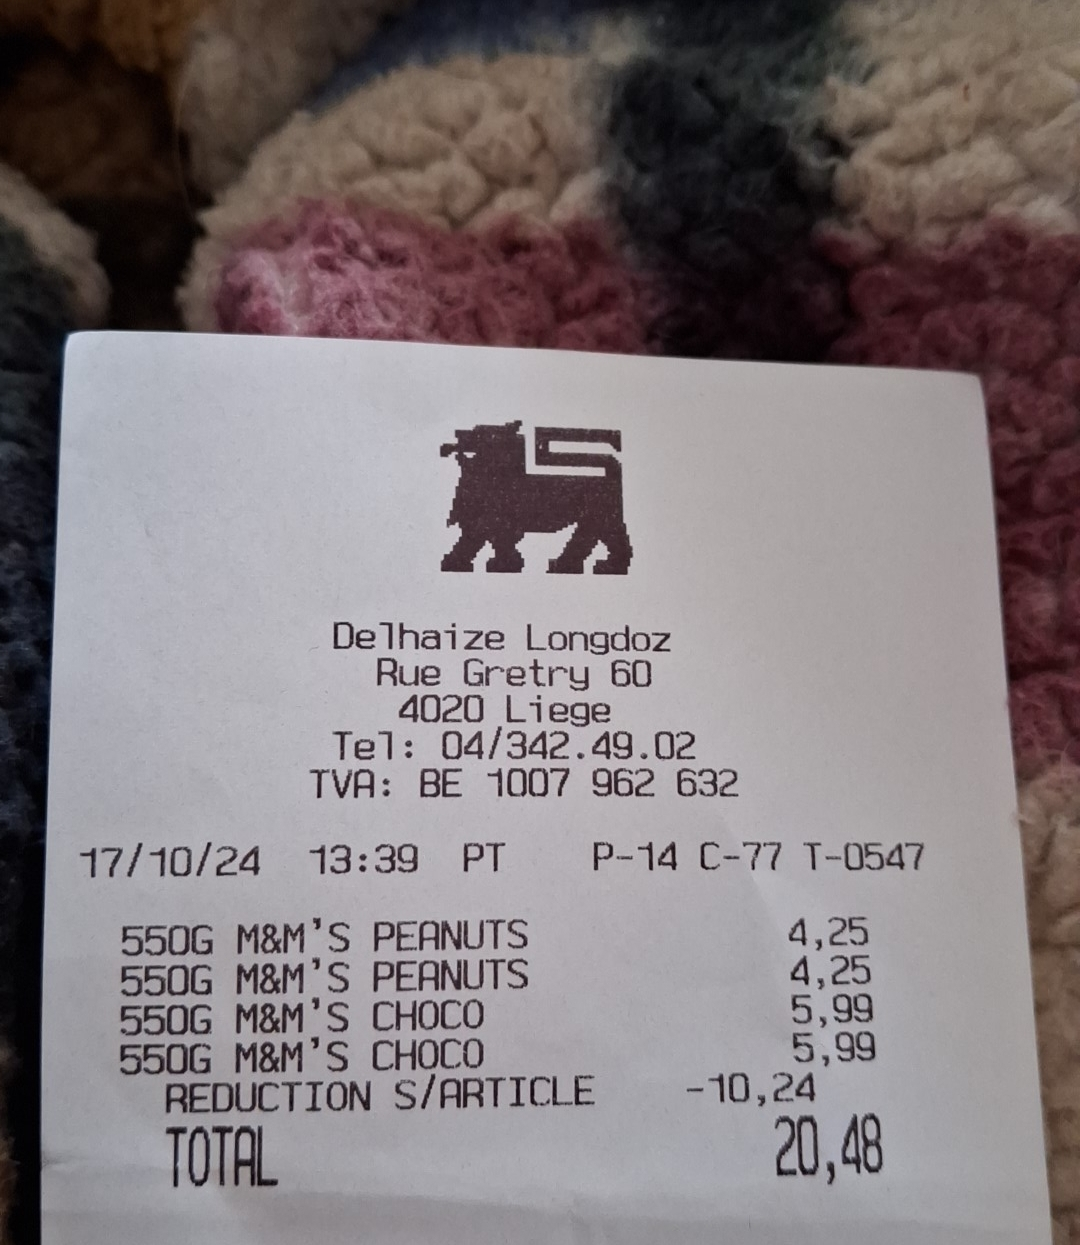 Delhaize Longdoz
Rue Gretry 60
4020 Liege
Tel: 04/342.49.02
TVA: BE 1007 962 632
17/10/24 13:39 PT P-14 C-77 T-0547
550G M&M'S PEANUTS 4,25
550G M&M'S PEANUTS 4,25
550G M&M'S CHOCO 5,99
550G M&M'S CHOCO 5,99
REDUCTION S/ARTICLE -10,24
TOTAL 20,48